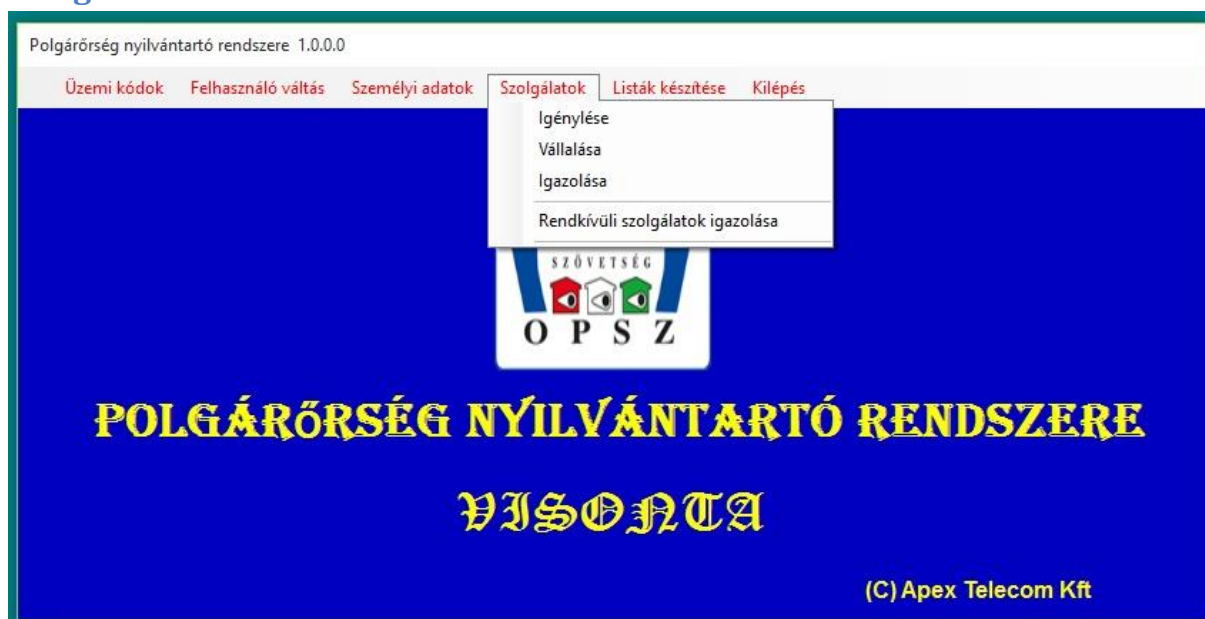 Polgárőrség nyilvántartó rendszere 1.0.0.0
Üzemi kódok Felhasználó váltás Személyi adatok Szolgálatok Listák készítése Kilépés
Igénylése
Vállalása
Igazolása
Rendkívüli szolgálatok igazolása
SZÖVETSÉG
OPSZ
POLGÁRőRSÉG NYILVÁNTARTÓ RENDSZERE
VISONTA
(C) Apex Telecom Kft